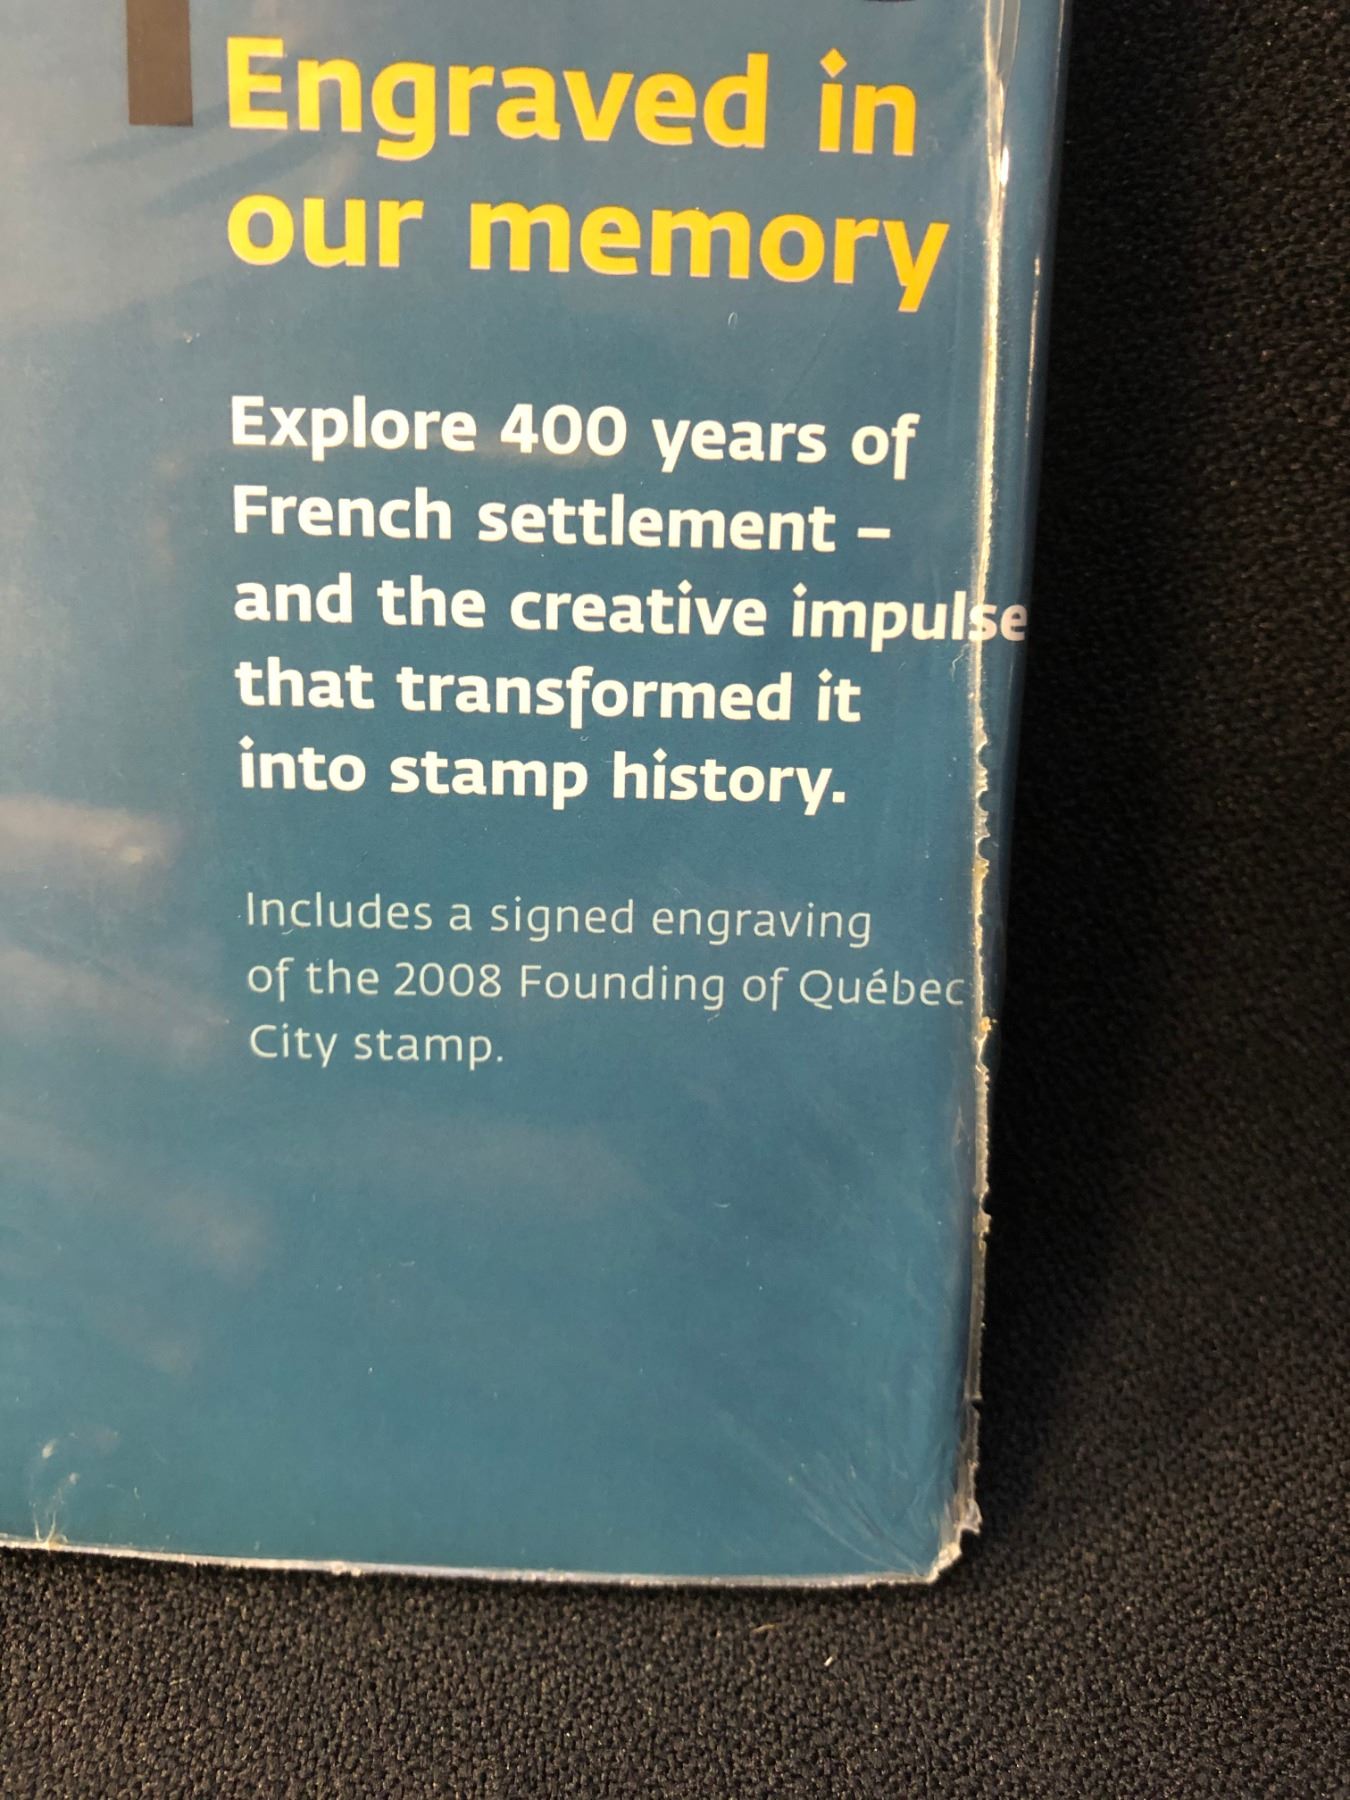 Engraved in
our memory
Explore 400 years of
French settlement –
and the creative impulse
that transformed it
into stamp history.
Includes a signed engraving
of the 2008 Founding of Québec
City stamp.